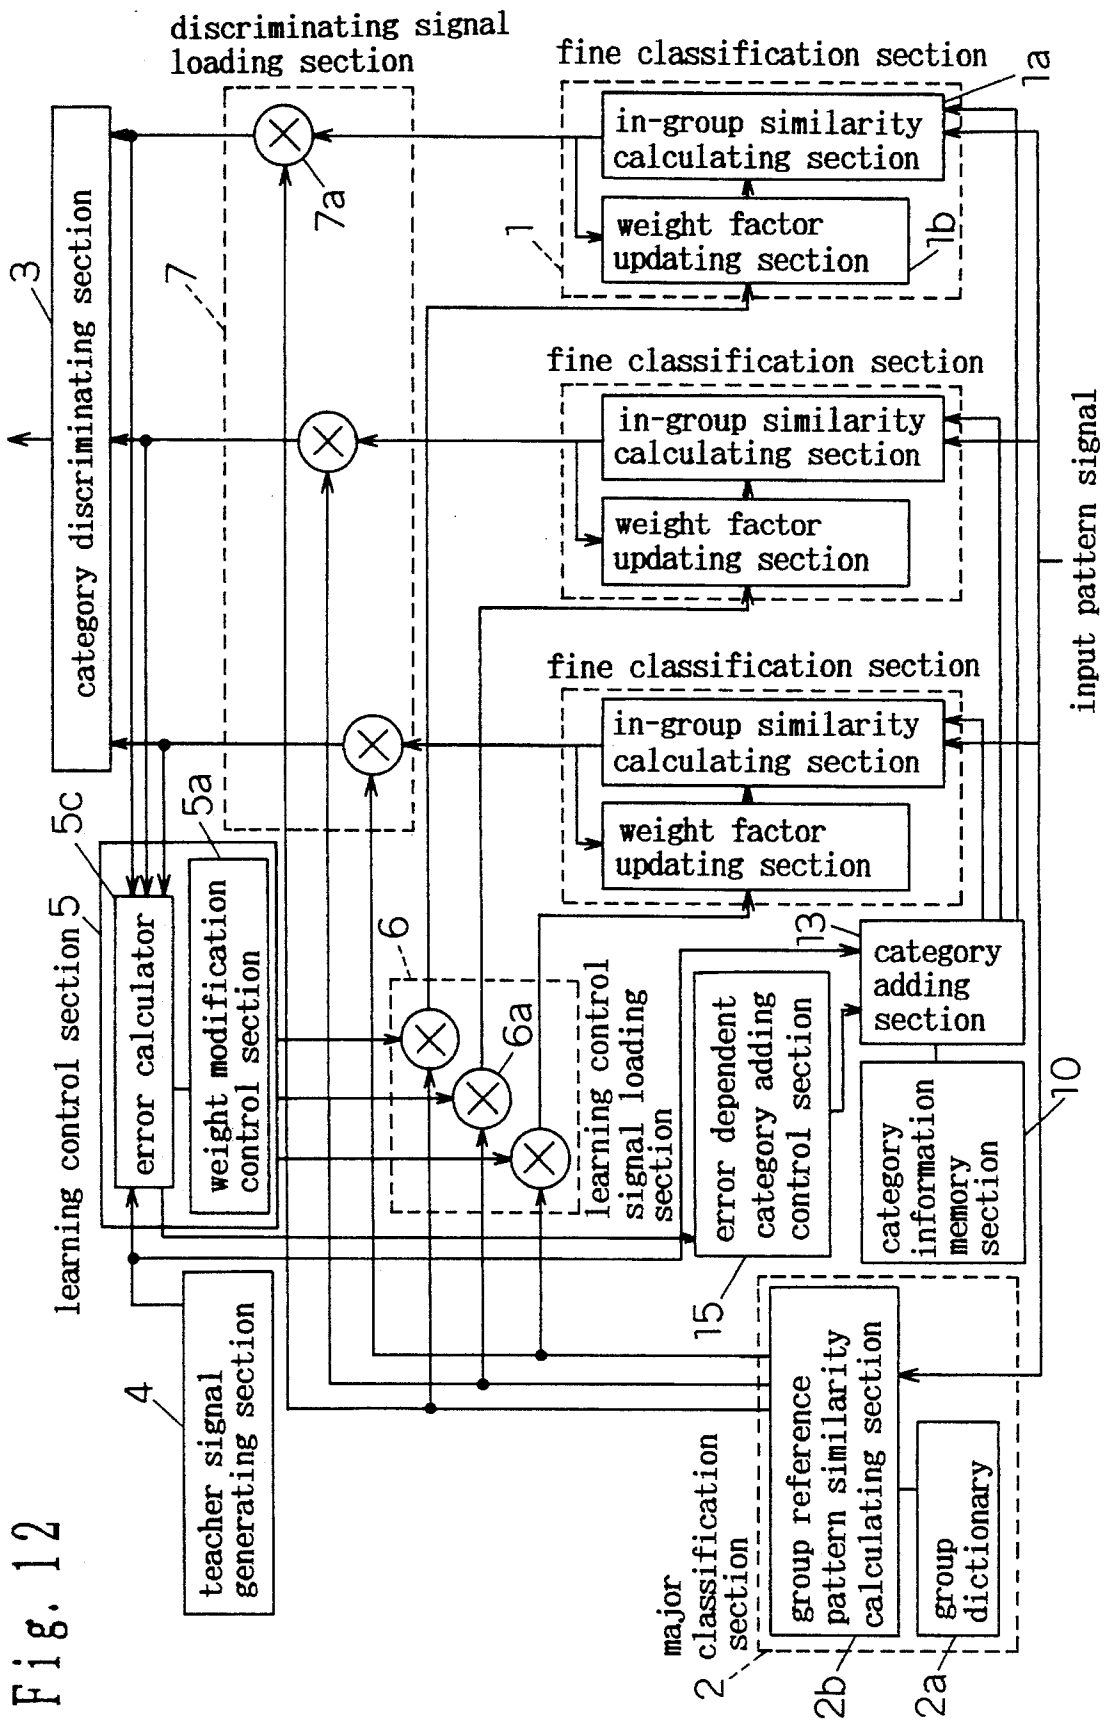 Fig. 12
3
category discriminating section
discriminating signal
loading section
7
7a
learning control section 5
5c
error calculator
5a
weight modification
control section
4
teacher signal
generating section
6
6a
learning control
signal loading
section
fine classification section
1
in-group similarity
calculating section
1a
weight factor
updating section
1b
fine classification section
in-group similarity
calculating section
weight factor
updating section
fine classification section
in-group similarity
calculating section
weight factor
updating section
13
category
adding
section
error dependent
category adding
control section
15
category
information
memory
section
10
major
classification
section
2
group reference
pattern similarity
calculating section
2b
group
dictionary
2a
input pattern signal